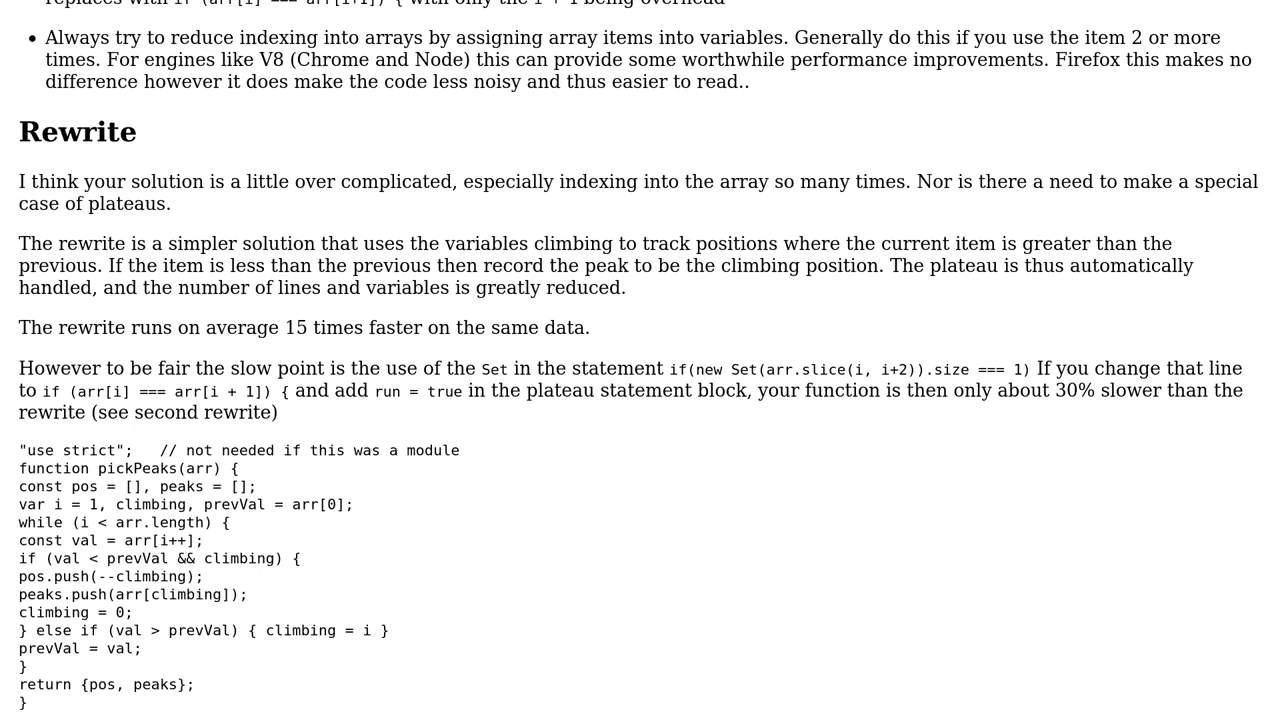 replaces with if (arr[i] === arr[i+1]) { with only the i + 1 being overhead
• Always try to reduce indexing into arrays by assigning array items into variables. Generally do this if you use the item 2 or more
times. For engines like V8 (Chrome and Node) this can provide some worthwhile performance improvements. Firefox this makes no
difference however it does make the code less noisy and thus easier to read..
Rewrite
I think your solution is a little over complicated, especially indexing into the array so many times. Nor is there a need to make a special
case of plateaus.
The rewrite is a simpler solution that uses the variables climbing to track positions where the current item is greater than the
previous. If the item is less than the previous then record the peak to be the climbing position. The plateau is thus automatically
handled, and the number of lines and variables is greatly reduced.
The rewrite runs on average 15 times faster on the same data.
However to be fair the slow point is the use of the Set in the statement if(new Set(arr.slice(i, i+2)).size === 1) If you change that line
to if (arr[i] === arr[i + 1]) { and add run = true in the plateau statement block, your function is then only about 30% slower than the
rewrite (see second rewrite)
"use strict";   // not needed if this was a module
function pickPeaks(arr) {
const pos = [], peaks = [];
var i = 1, climbing, prevVal = arr[0];
while (i < arr.length) {
const val = arr[i++];
if (val < prevVal && climbing) {
pos.push(--climbing);
peaks.push(arr[climbing]);
climbing = 0;
} else if (val > prevVal) { climbing = i }
prevVal = val;
}
return {pos, peaks};
}